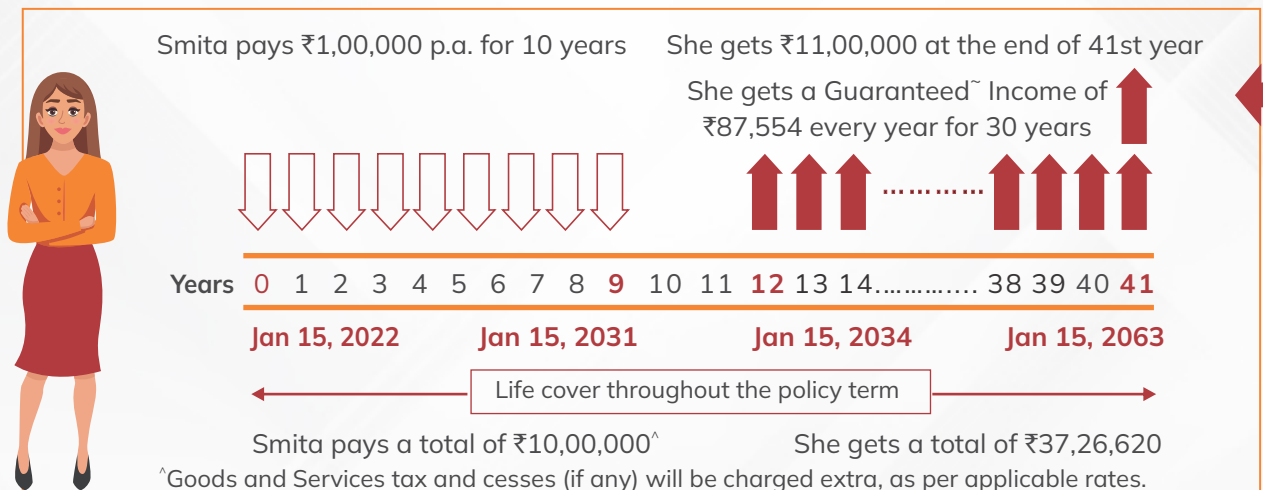 Smita pays ₹1,00,000 p.a. for 10 years
She gets ₹11,00,000 at the end of 41st year
She gets a Guaranteed~ Income of
₹87,554 every year for 30 years
............
Years 0 1 2 3 4 5 6 7 8 9 10 11 12 13 14............ 38 39 40 41
Jan 15, 2022 Jan 15, 2031 Jan 15, 2034 Jan 15, 2063
Life cover throughout the policy term
Smita pays a total of ₹10,00,000^
She gets a total of ₹37,26,620
^Goods and Services tax and cesses (if any) will be charged extra, as per applicable rates.